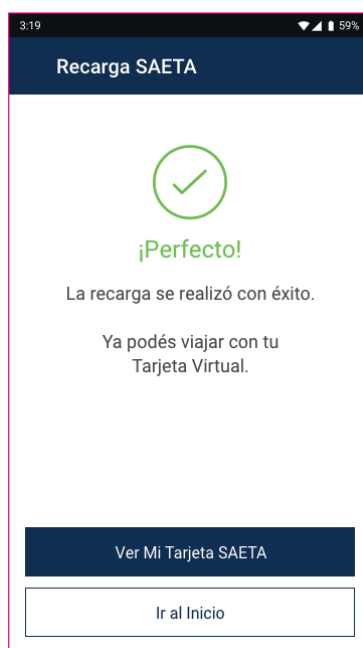 3:19
59%
Recarga SAETA
¡Perfecto!
La recarga se realizó con éxito.
Ya podés viajar con tu
Tarjeta Virtual.
Ver Mi Tarjeta SAETA
Ir al Inicio